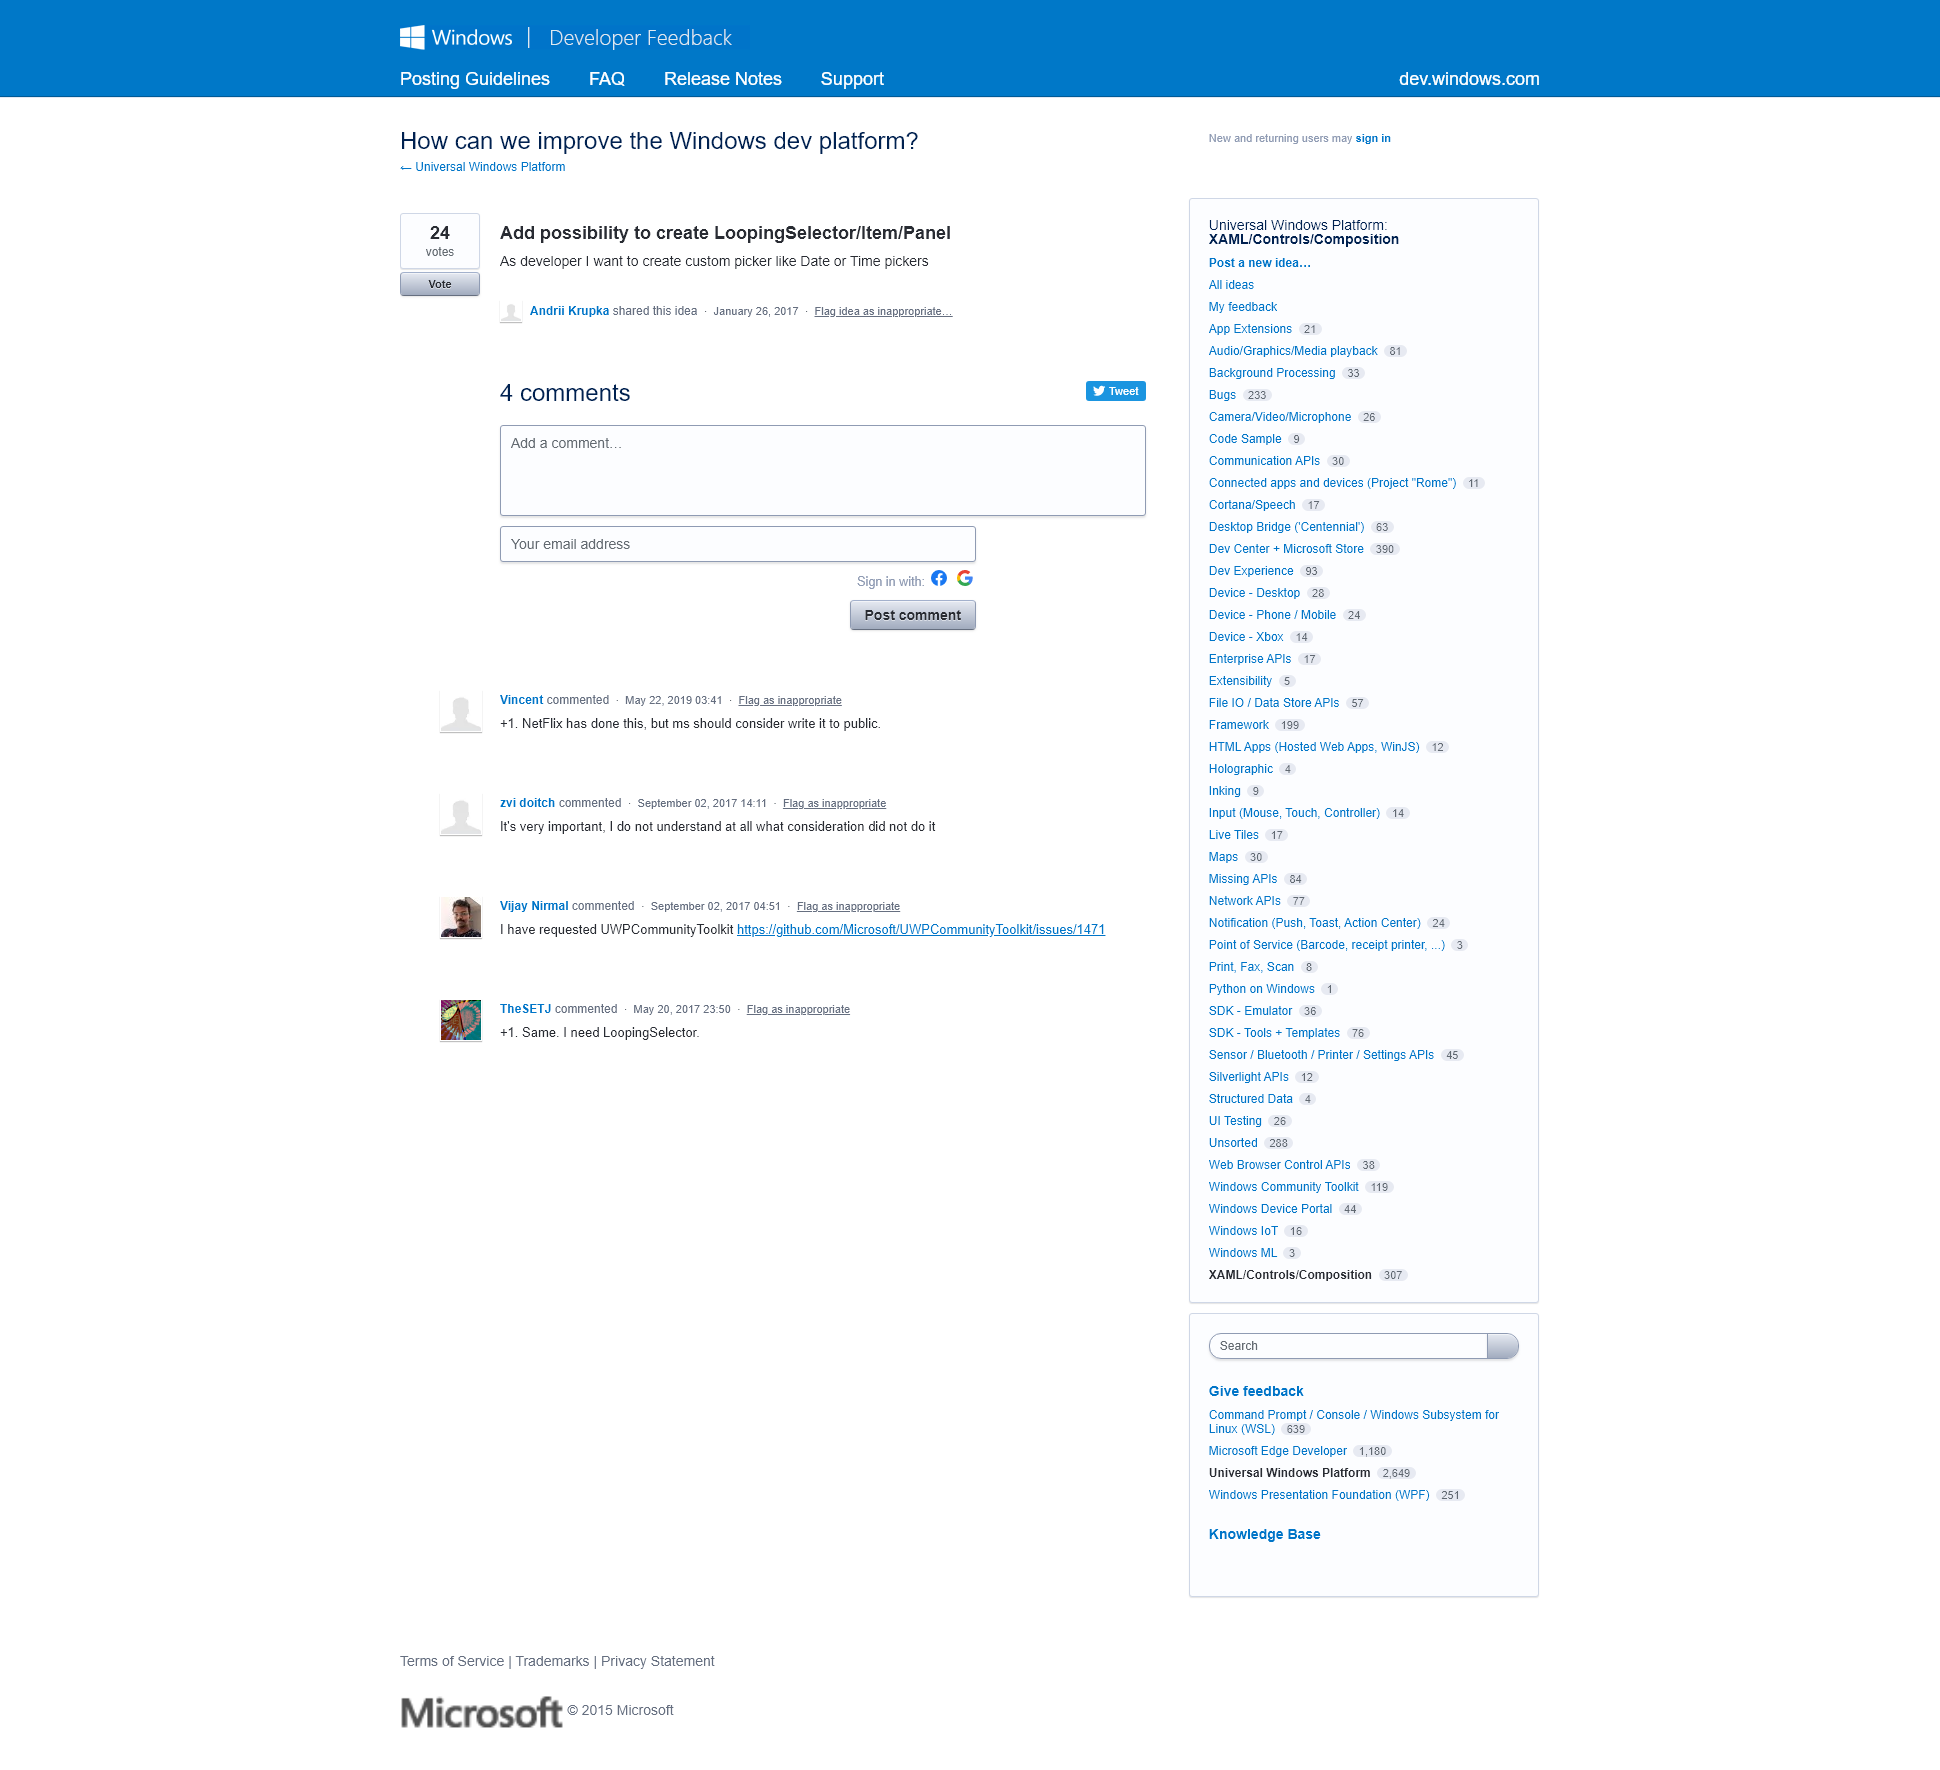 Windows | Developer Feedback
Posting Guidelines FAQ Release Notes Support dev.windows.com
How can we improve the Windows dev platform?
← Universal Windows Platform
New and returning users may sign in
24
votes
Vote
Add possibility to create LoopingSelector/Item/Panel
As developer I want to create custom picker like Date or Time pickers
Andrii Krupka shared this idea · January 26, 2017 · Flag idea as inappropriate…
4 comments
Tweet
Add a comment…
Your email address
Sign in with:
Post comment
Vincent commented · May 22, 2019 03:41 · Flag as inappropriate
+1. NetFlix has done this, but ms should consider write it to public.
zvi doitch commented · September 02, 2017 14:11 · Flag as inappropriate
It's very important, I do not understand at all what consideration did not do it
Vijay Nirmal commented · September 02, 2017 04:51 · Flag as inappropriate
I have requested UWPCommunityToolkit https://github.com/Microsoft/UWPCommunityToolkit/issues/1471
TheSETJ commented · May 20, 2017 23:50 · Flag as inappropriate
+1. Same. I need LoopingSelector.
Universal Windows Platform:
XAML/Controls/Composition
Post a new idea…
All ideas
My feedback
App Extensions 21
Audio/Graphics/Media playback 81
Background Processing 33
Bugs 233
Camera/Video/Microphone 26
Code Sample 9
Communication APIs 30
Connected apps and devices (Project "Rome") 11
Cortana/Speech 17
Desktop Bridge ('Centennial') 63
Dev Center + Microsoft Store 390
Dev Experience 93
Device - Desktop 28
Device - Phone / Mobile 24
Device - Xbox 14
Enterprise APIs 17
Extensibility 5
File IO / Data Store APIs 57
Framework 199
HTML Apps (Hosted Web Apps, WinJS) 12
Holographic 4
Inking 9
Input (Mouse, Touch, Controller) 14
Live Tiles 17
Maps 30
Missing APIs 84
Network APIs 77
Notification (Push, Toast, Action Center) 24
Point of Service (Barcode, receipt printer, ...) 3
Print, Fax, Scan 8
Python on Windows 1
SDK - Emulator 36
SDK - Tools + Templates 76
Sensor / Bluetooth / Printer / Settings APIs 45
Silverlight APIs 12
Structured Data 4
UI Testing 26
Unsorted 288
Web Browser Control APIs 38
Windows Community Toolkit 119
Windows Device Portal 44
Windows IoT 16
Windows ML 3
XAML/Controls/Composition 307
Search
Give feedback
Command Prompt / Console / Windows Subsystem for
Linux (WSL) 639
Microsoft Edge Developer 1,180
Universal Windows Platform 2,649
Windows Presentation Foundation (WPF) 251
Knowledge Base
Terms of Service | Trademarks | Privacy Statement
Microsoft © 2015 Microsoft